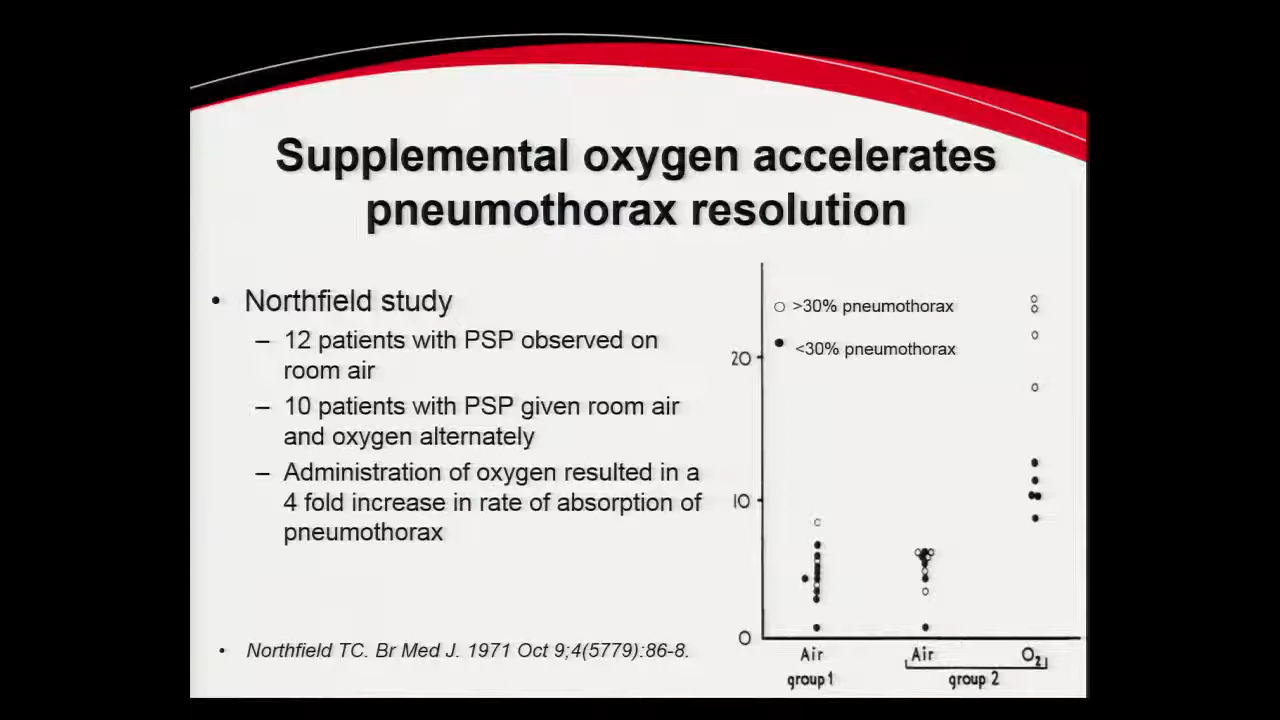 Supplemental oxygen accelerates
pneumothorax resolution
• Northfield study
– 12 patients with PSP observed on
room air
– 10 patients with PSP given room air
and oxygen alternately
– Administration of oxygen resulted in a
4 fold increase in rate of absorption of
pneumothorax
• Northfield TC. Br Med J. 1971 Oct 9;4(5779):86-8.
>30% pneumothorax
<30% pneumothorax
20
10
0
Air
group 1
Air
O2
group 2